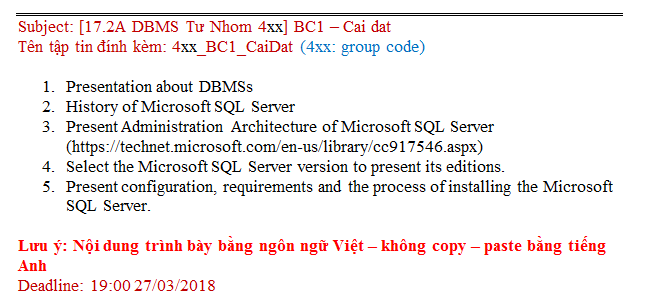 Subject: [17.2A DBMS Tư Nhom 4xx] BC1 – Cai dat
Tên tập tin đính kèm: 4xx_BC1_CaiDat (4xx: group code)
1. Presentation about DBMSs
2. History of Microsoft SQL Server
3. Present Administration Architecture of Microsoft SQL Server
(https://technet.microsoft.com/en-us/library/cc917546.aspx)
4. Select the Microsoft SQL Server version to present its editions.
5. Present configuration, requirements and the process of installing the Microsoft
SQL Server.
Lưu ý: Nội dung trình bày bằng ngôn ngữ Việt – không copy – paste bằng tiếng
Anh
Deadline: 19:00 27/03/2018